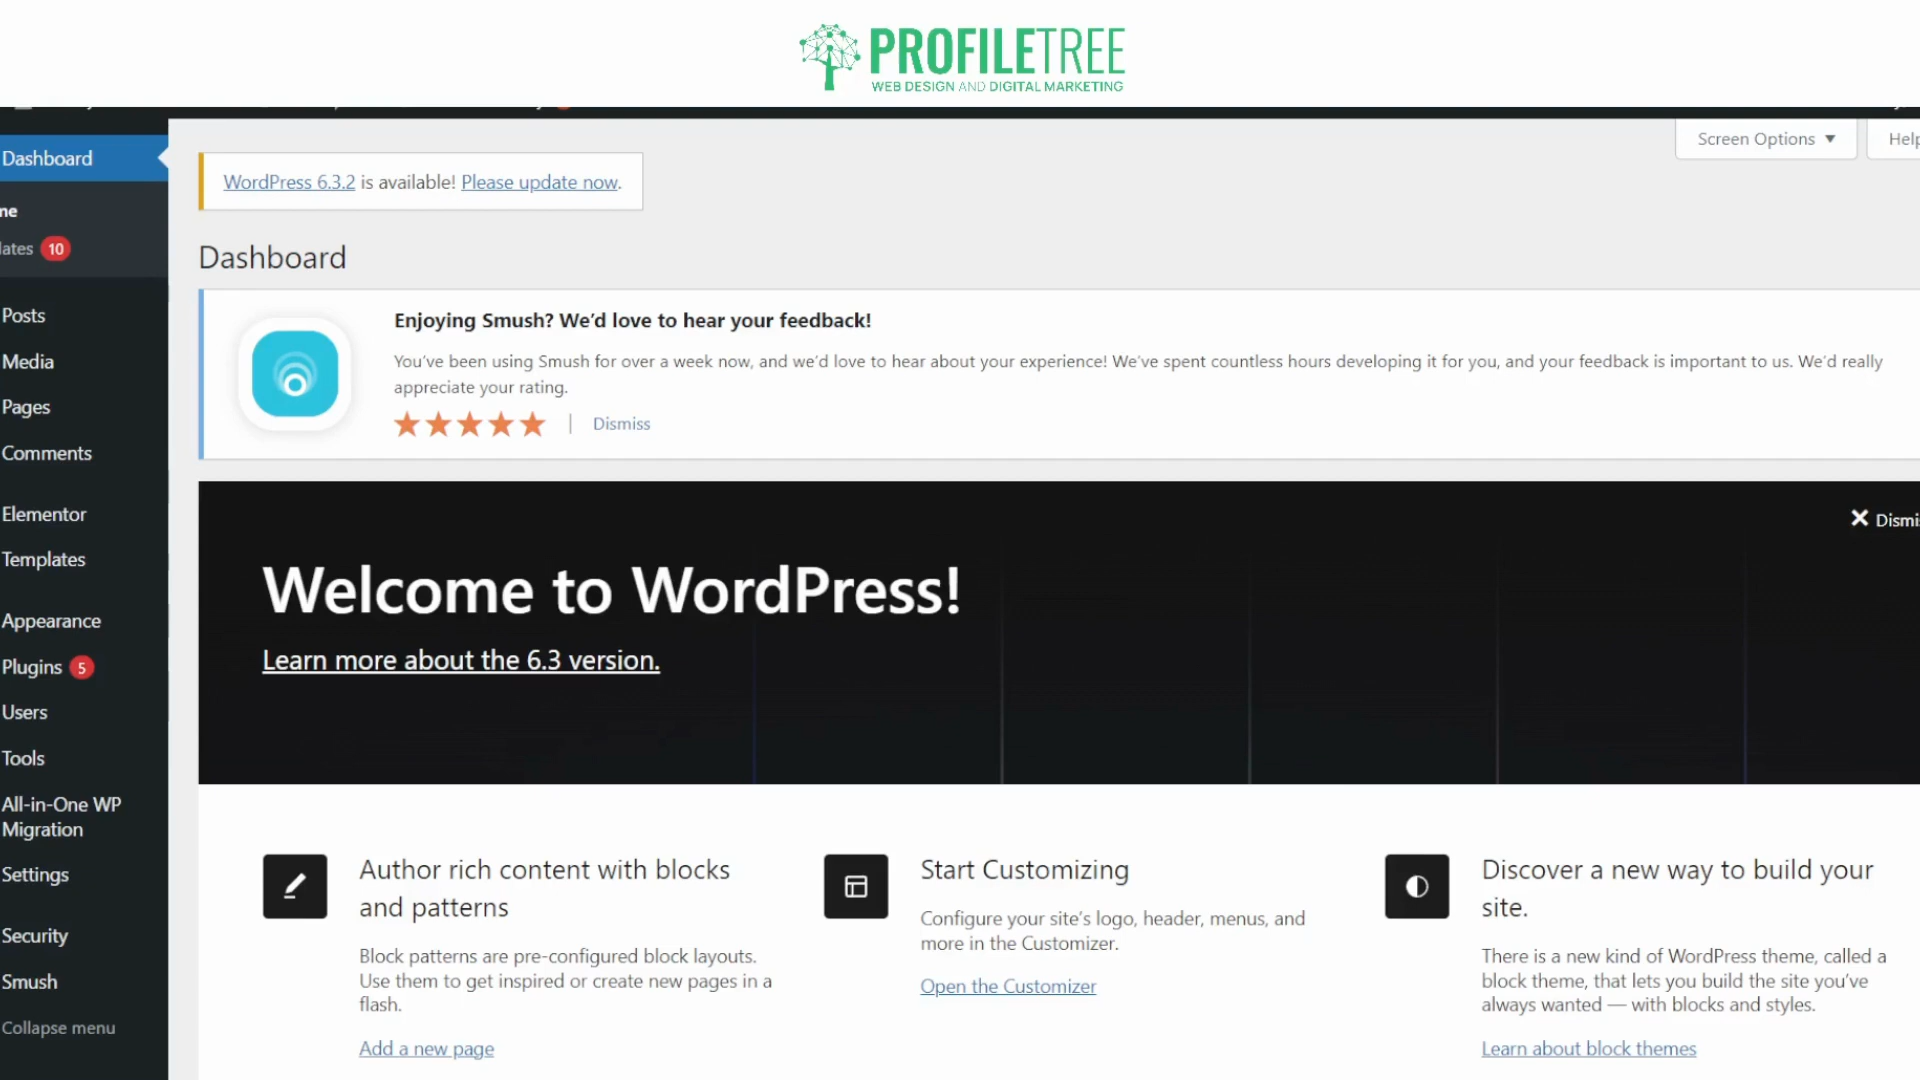 PROFILETREE
WEB DESIGN AND DIGITAL MARKETING
Screen Options ▼
Help
Dashboard
WordPress 6.3.2 is available! Please update now.
10
Dashboard
Enjoying Smush? We'd love to hear your feedback!
You've been using Smush for over a week now, and we'd love to hear about your experience! We've spent countless hours developing it for you, and your feedback is important to us. We'd really
appreciate your rating.
Dismiss
Posts
Media
Pages
Comments
Elementor
Templates
Appearance
Plugins 5
Users
Tools
All-in-One WP
Migration
Settings
Security
Smush
Collapse menu
Dismi
Welcome to WordPress!
Learn more about the 6.3 version.
Author rich content with blocks
and patterns
Block patterns are pre-configured block layouts.
Use them to get inspired or create new pages in a
flash.
Add a new page
Start Customizing
Configure your site's logo, header, menus, and
more in the Customizer.
Open the Customizer
Discover a new way to build your
site.
There is a new kind of WordPress theme, called a
block theme, that lets you build the site you've
always wanted — with blocks and styles.
Learn about block themes